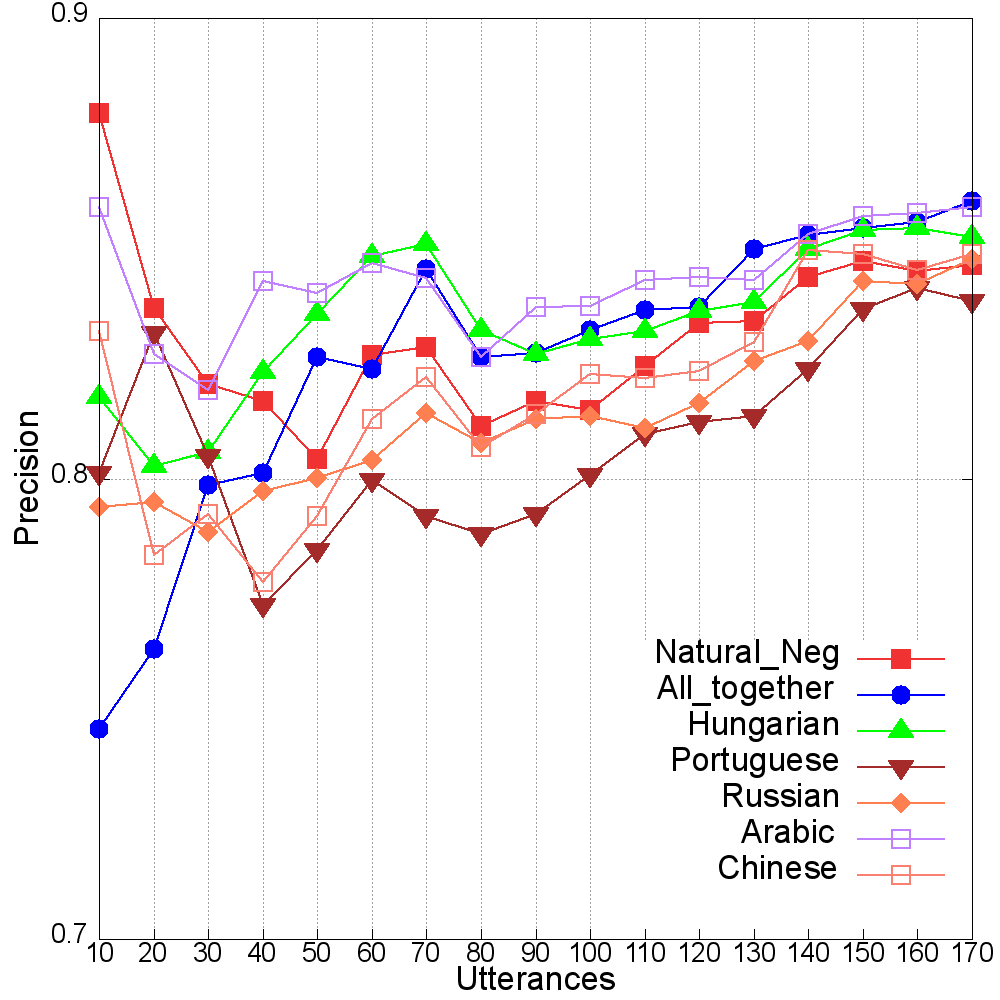 0.9
0.8
0.7
Precision
10 20 30 40 50 60 70 80 90 100 110 120 130 140 150 160 170
Utterances
Natural_Neg
All_together
Hungarian
Portuguese
Russian
Arabic
Chinese